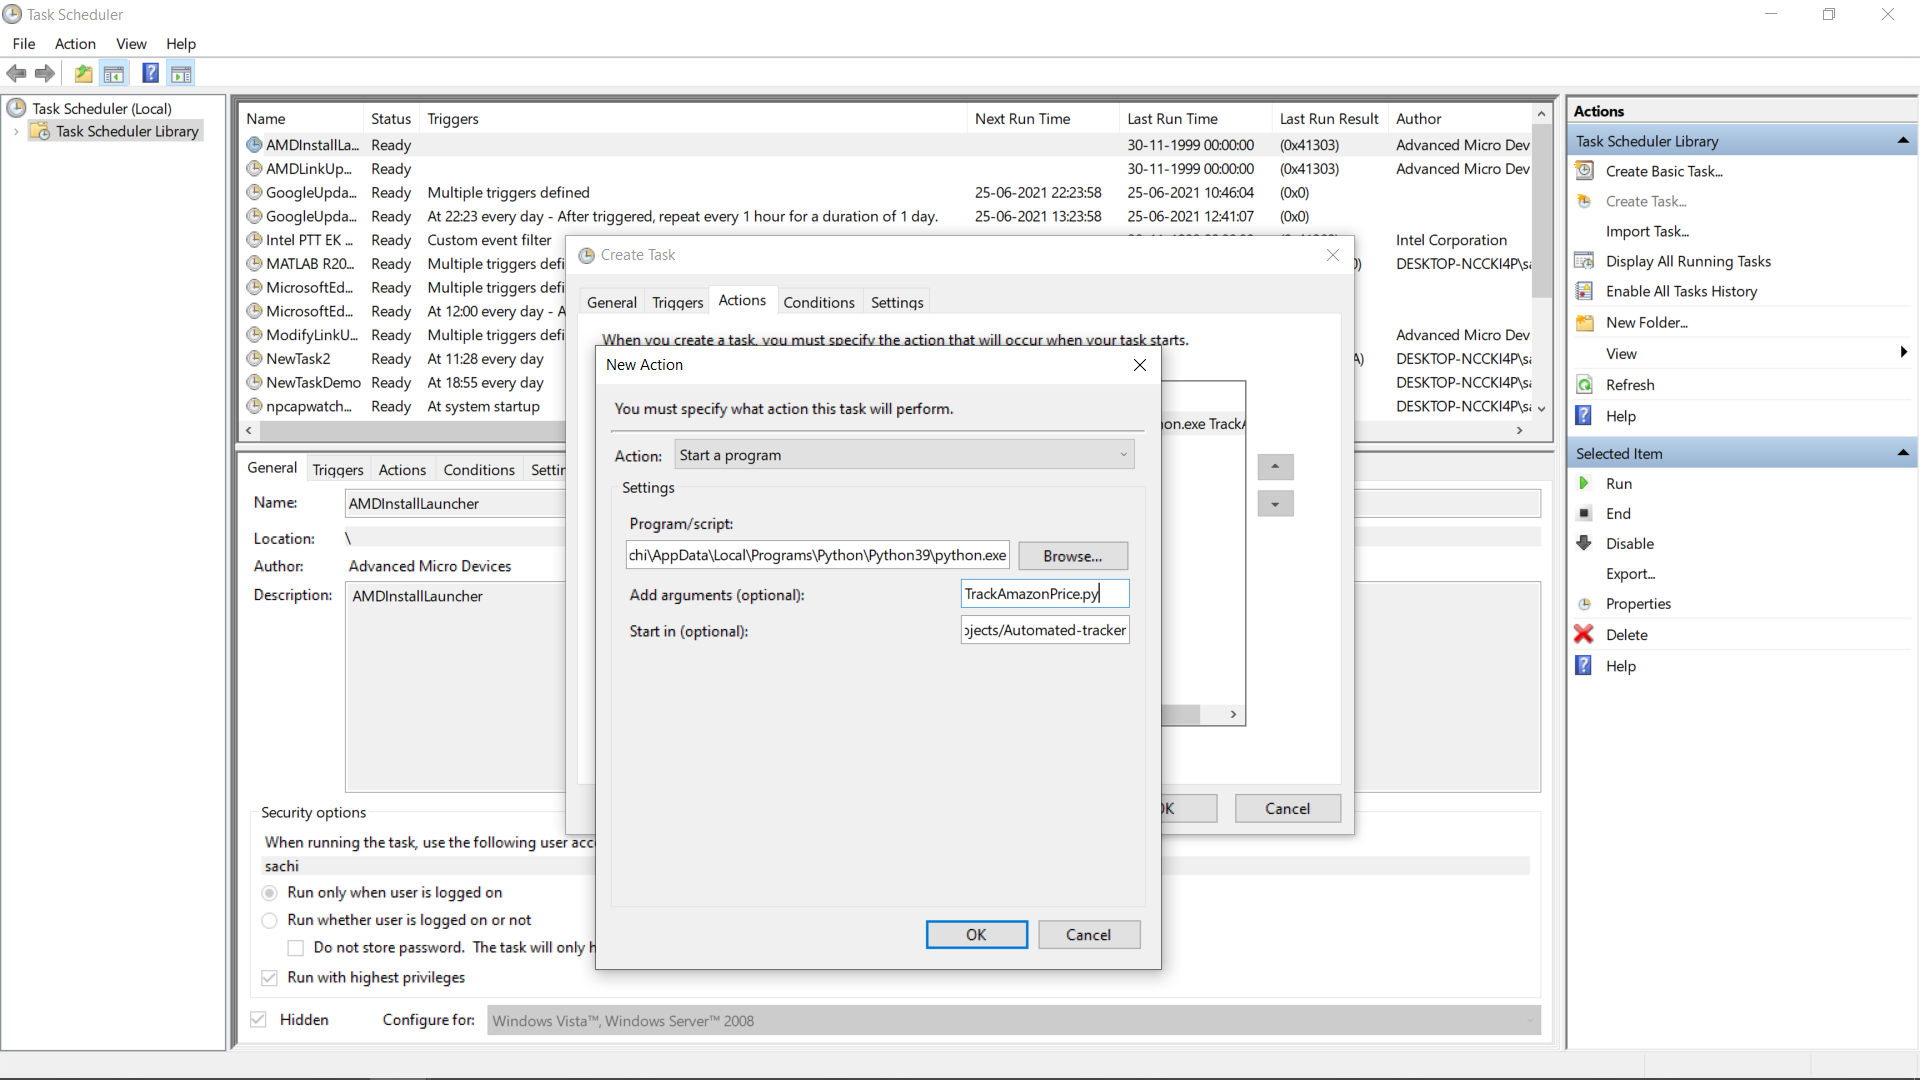 Task Scheduler
File Action View Help
Task Scheduler (Local)
Task Scheduler Library
Name Status Triggers Next Run Time Last Run Time Last Run Result Author
AMDInstallLa... Ready 30-11-1999 00:00:00 (0x41303) Advanced Micro Dev
AMDLinkUp... Ready 30-11-1999 00:00:00 (0x41303) Advanced Micro Dev
GoogleUpda... Ready Multiple triggers defined 25-06-2021 22:23:58 25-06-2021 10:46:04 (0x0)
GoogleUpda... Ready At 22:23 every day - After triggered, repeat every 1 hour for a duration of 1 day. 25-06-2021 13:23:58 25-06-2021 12:41:07 (0x0)
Intel PTT EK ... Ready Custom event filter Intel Corporation
MATLAB R20... Ready Multiple triggers defi 0) DESKTOP-NCCKI4P\sa
MicrosoftEd... Ready Multiple triggers defi
MicrosoftEd... Ready At 12:00 every day - A
ModifyLinkU... Ready Multiple triggers defi Advanced Micro Dev
NewTask2 Ready At 11:28 every day A) DESKTOP-NCCKI4P\sa
NewTaskDemo Ready At 18:55 every day DESKTOP-NCCKI4P\sa
npcapwatch... Ready At system startup DESKTOP-NCCKI4P\sa
General Triggers Actions Conditions Settin
Name: AMDInstallLauncher
Location: \
Author: Advanced Micro Devices
Description: AMDInstallLauncher
Security options
When running the task, use the following user acc
sachi
Run only when user is logged on
Run whether user is logged on or not
Do not store password. The task will only h
Run with highest privileges
Hidden Configure for: Windows Vista™, Windows Server™ 2008
Create Task
General Triggers Actions Conditions Settings
When you create a task, you must specify the action that will occur when your task starts.
on.exe TrackA
OK Cancel
New Action
You must specify what action this task will perform.
Action: Start a program
Settings
Program/script:
chi\AppData\Local\Programs\Python\Python39\python.exe Browse...
Add arguments (optional): TrackAmazonPrice.py
Start in (optional): ojects/Automated-tracker
OK Cancel
Actions
Task Scheduler Library
Create Basic Task...
Create Task...
Import Task...
Display All Running Tasks
Enable All Tasks History
New Folder...
View
Refresh
Help
Selected Item
Run
End
Disable
Export...
Properties
Delete
Help